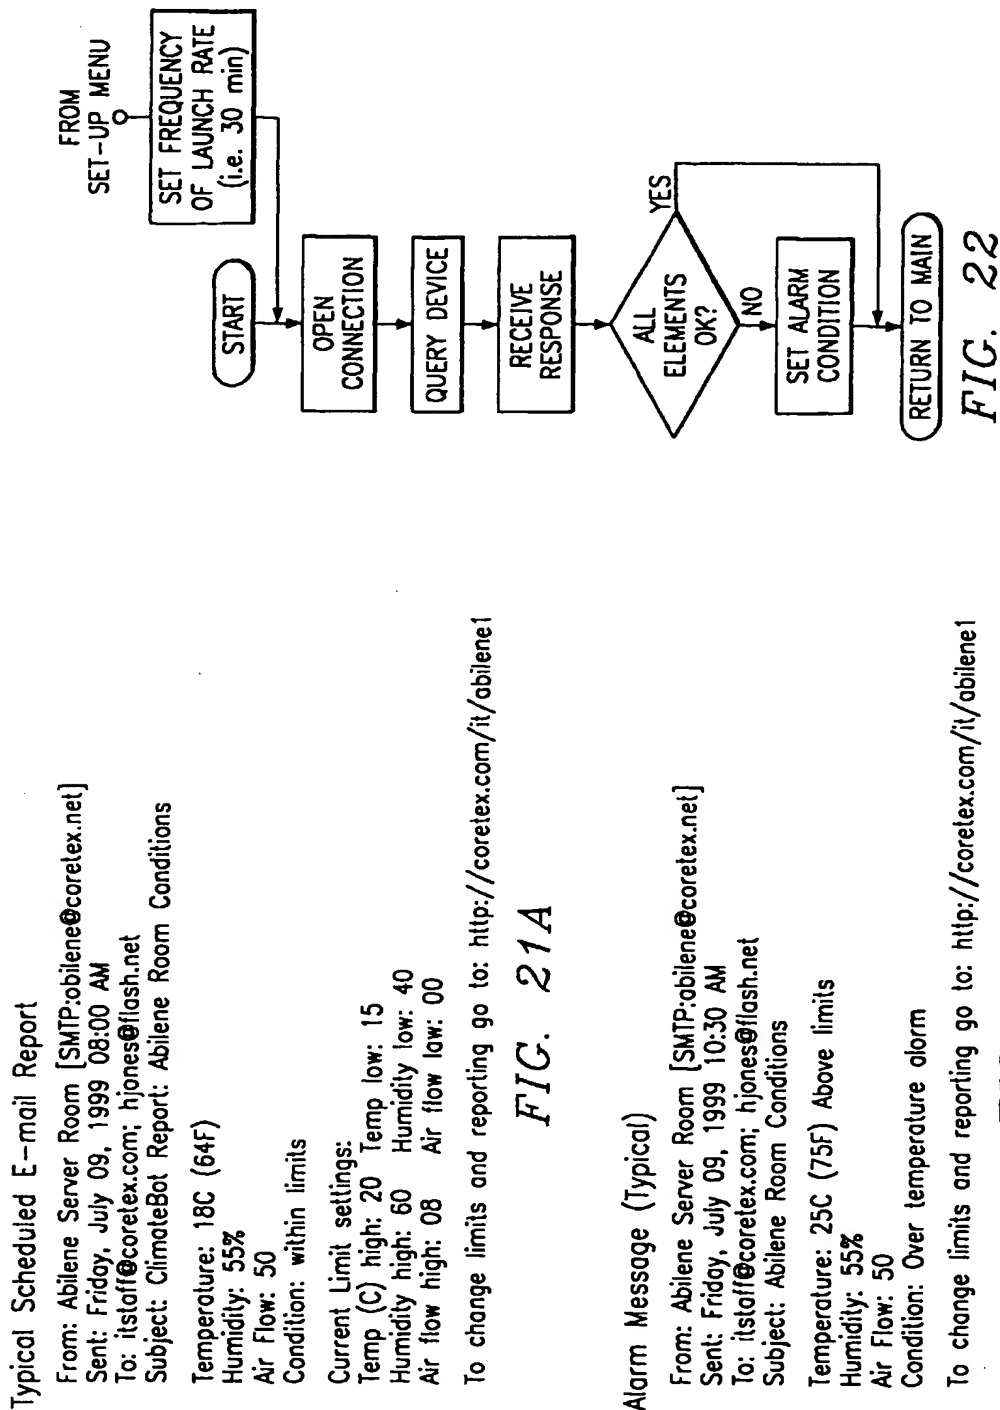 Typical Scheduled E-mail Report
From: Abilene Server Room [SMTP:abilene@coretex.net]
Sent: Friday, July 09, 1999 08:00 AM
To: itstaff@coretex.com; hjones@flash.net
Subject: ClimateBot Report: Abilene Room Conditions
Temperature: 18C (64F)
Humidity: 55%
Air Flow: 50
Condition: within limits
Current Limit settings:
Temp (C) high: 20 Temp low: 15
Humidity high: 60 Humidity low: 40
Air flow high: 08 Air flow law: 00
To change limits and reporting go to: http://coretex.com/it/abilene1
FIG. 21A
Alarm Message (Typical)
From: Abilene Server Room [SMTP:abilene@coretex.net]
Sent: Friday, July 09, 1999 10:30 AM
To: itstaff@coretex.com; hjones@flash.net
Subject: Abilene Room Conditions
Temperature: 25C (75F) Above limits
Humidity: 55%
Air Flow: 50
Condition: Over temperature alarm
To change limits and reporting go to: http://coretex.com/it/abilene1
FROM
SET-UP MENU
SET FREQUENCY
OF LAUNCH RATE
(i.e. 30 min)
START
OPEN
CONNECTION
QUERY DEVICE
RECEIVE
RESPONSE
ALL
ELEMENTS
OK?
YES
NO
SET ALARM
CONDITION
RETURN TO MAIN
FIG. 22